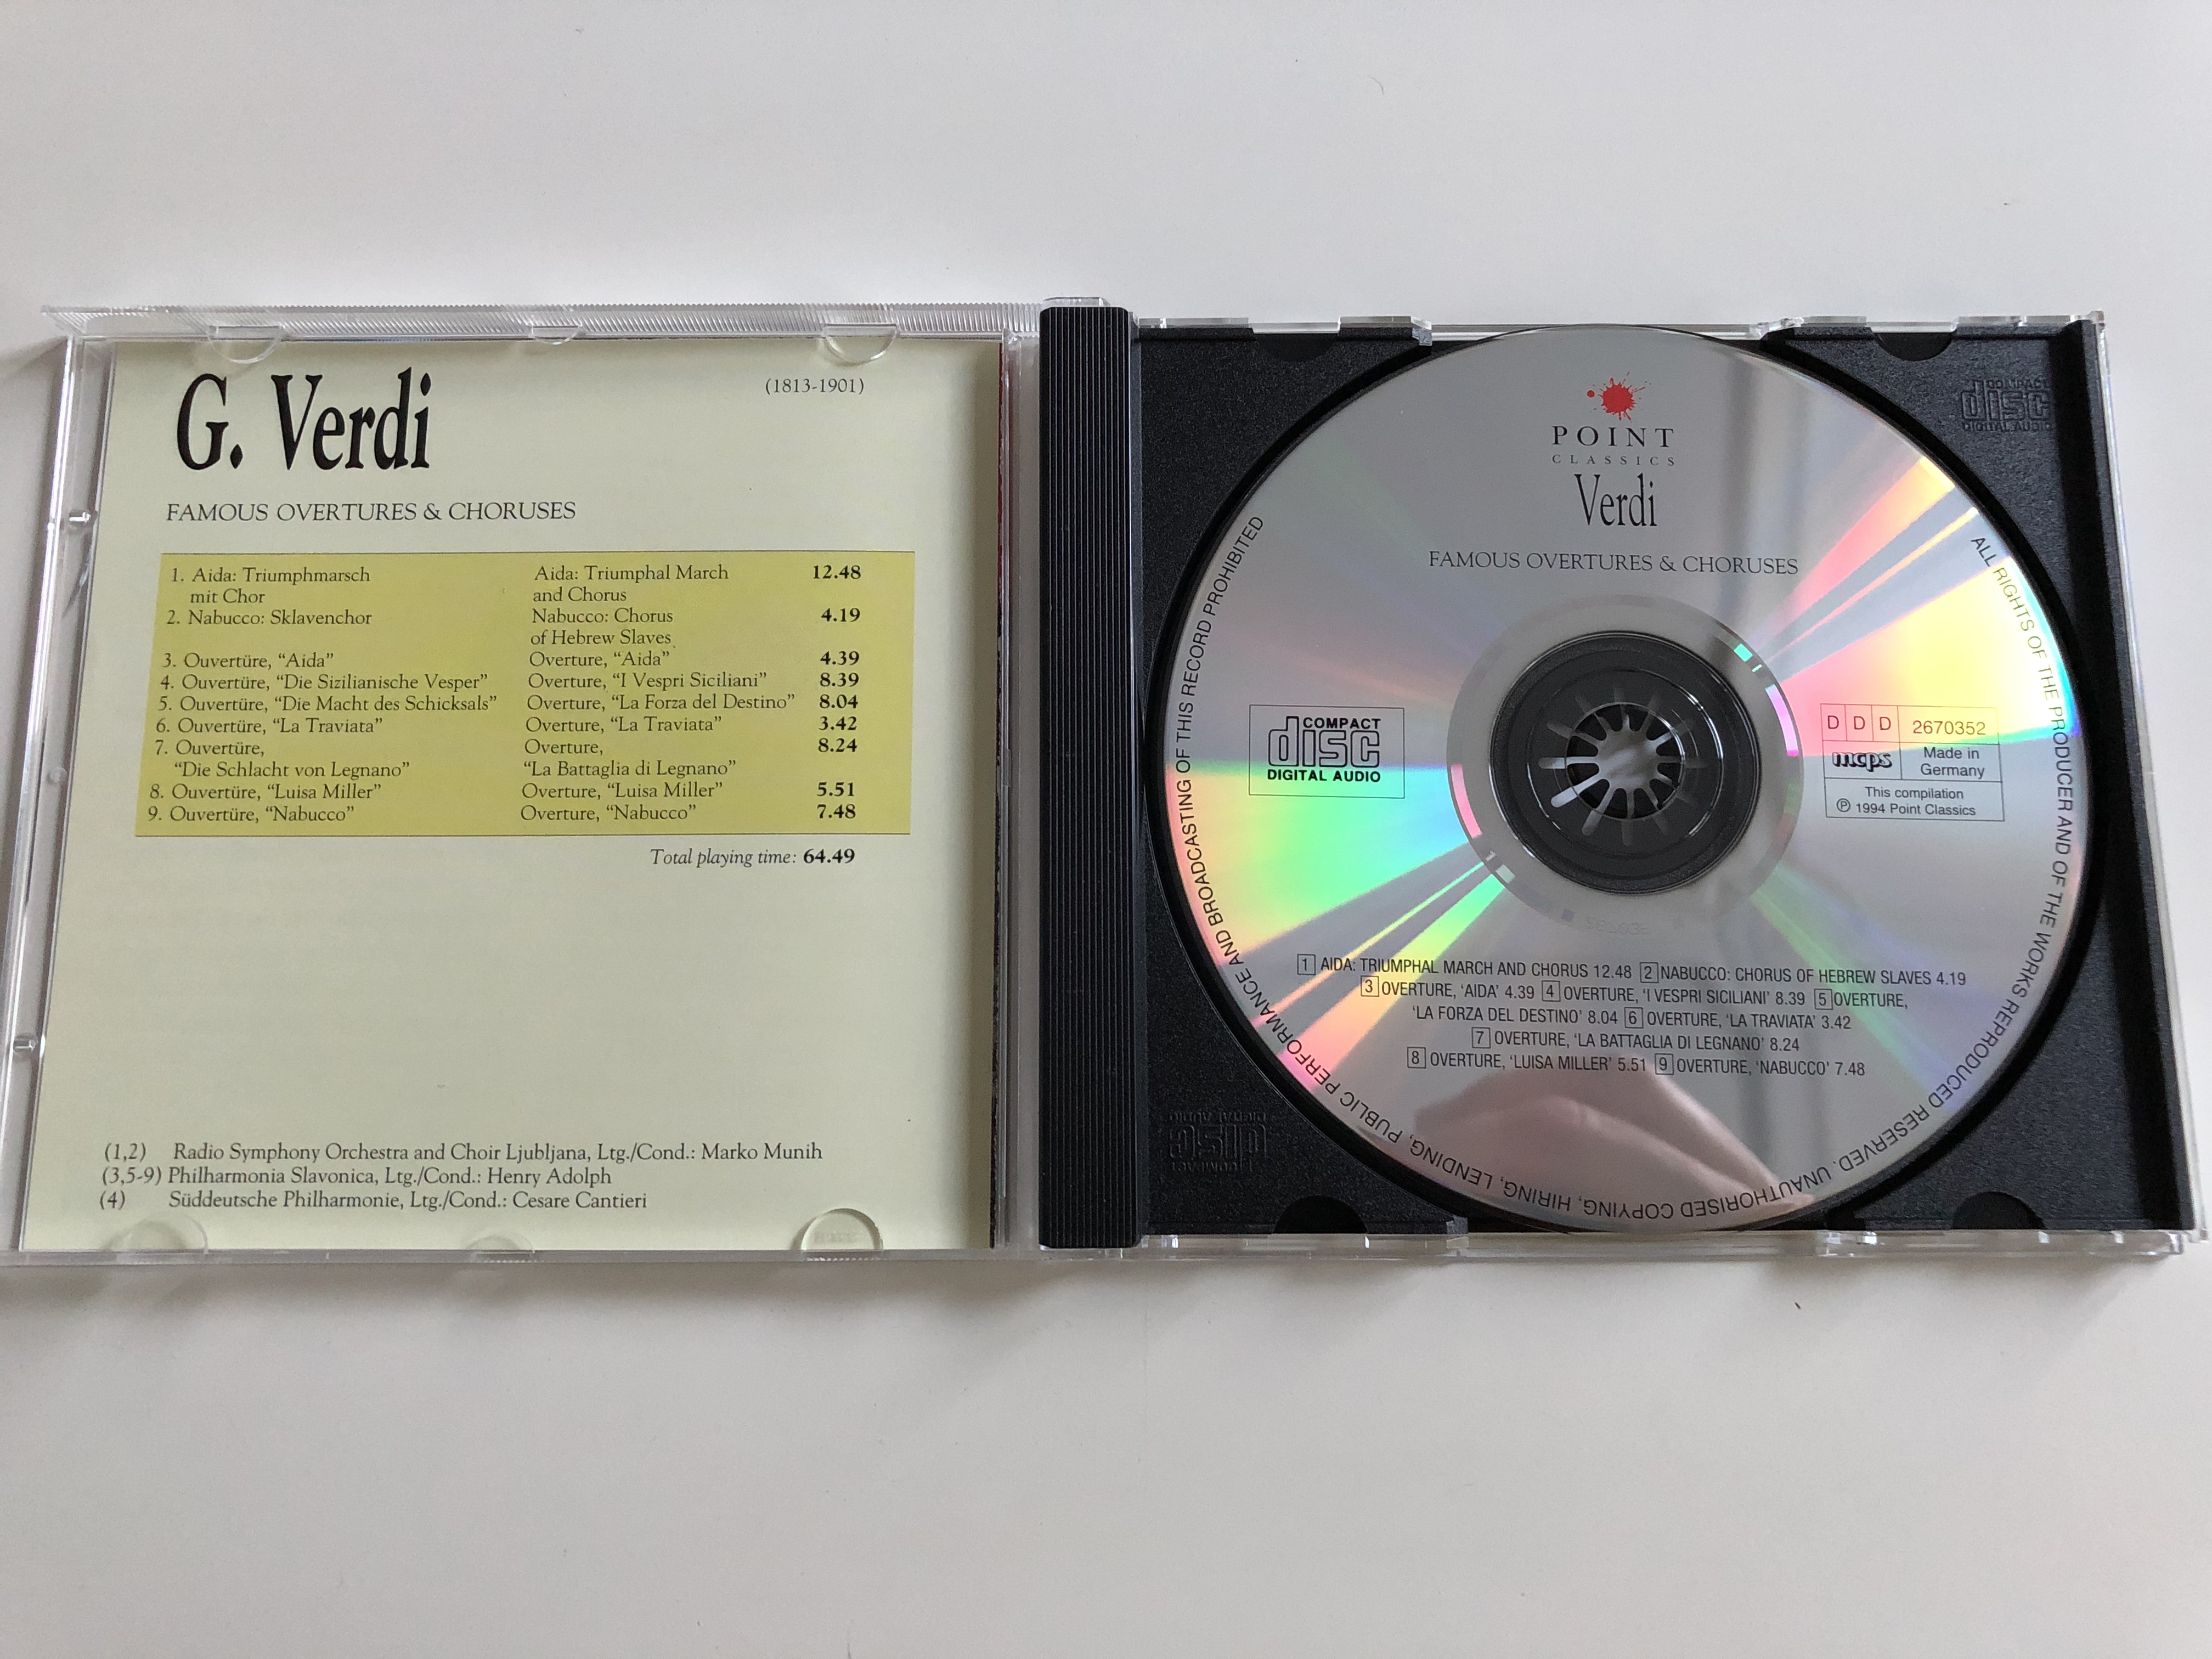 G. Verdi
(1813-1901)
FAMOUS OVERTURES & CHORUSES
1. Aida: Triumphmarsch Aida: Triumphal March 12.48
mit Chor and Chorus
2. Nabucco: Sklavenchor Nabucco: Chorus 4.19
of Hebrew Slaves
3. Ouvertüre, “Aida” Overture, “Aida” 4.39
4. Ouvertüre, “Die Sizilianische Vesper” Overture, “I Vespri Siciliani” 8.39
5. Ouvertüre, “Die Macht des Schicksals” Overture, “La Forza del Destino” 8.04
6. Ouvertüre, “La Traviata” Overture, “La Traviata” 3.42
7. Ouvertüre, Overture, 8.24
“Die Schlacht von Legnano” “La Battaglia di Legnano”
8. Ouvertüre, “Luisa Miller” Overture, “Luisa Miller” 5.51
9. Ouvertüre, “Nabucco” Overture, “Nabucco” 7.48
Total playing time: 64.49
(1,2) Radio Symphony Orchestra and Choir Ljubljana, Ltg./Cond.: Marko Munih
(3,5-9) Philharmonia Slavonica, Ltg./Cond.: Henry Adolph
(4) Süddeutsche Philharmonie, Ltg./Cond.: Cesare Cantieri
POINT
CLASSICS
Verdi
FAMOUS OVERTURES & CHORUSES
COMPACT
disc
DIGITAL AUDIO
D D D 2670352
mcps Made in
Germany
This compilation
℗ 1994 Point Classics
1 AIDA: TRIUMPHAL MARCH AND CHORUS 12.48 2 NABUCCO: CHORUS OF HEBREW SLAVES 4.19
3 OVERTURE, ‘AIDA’ 4.39 4 OVERTURE, ‘I VESPRI SICILIANI’ 8.39 5 OVERTURE,
‘LA FORZA DEL DESTINO’ 8.04 6 OVERTURE, ‘LA TRAVIATA’ 3.42
7 OVERTURE, ‘LA BATTAGLIA DI LEGNANO’ 8.24
8 OVERTURE, ‘LUISA MILLER’ 5.51 9 OVERTURE, ‘NABUCCO’ 7.48
ALL RIGHTS OF THE PRODUCER AND OF THE WORKS REPRODUCED RESERVED. UNAUTHORISED COPYING, HIRING, LENDING, PUBLIC PERFORMANCE AND BROADCASTING OF THIS RECORD PROHIBITED
COMPACT
disc
DIGITAL AUDIO
COMPACT
disc
DIGITAL AUDIO